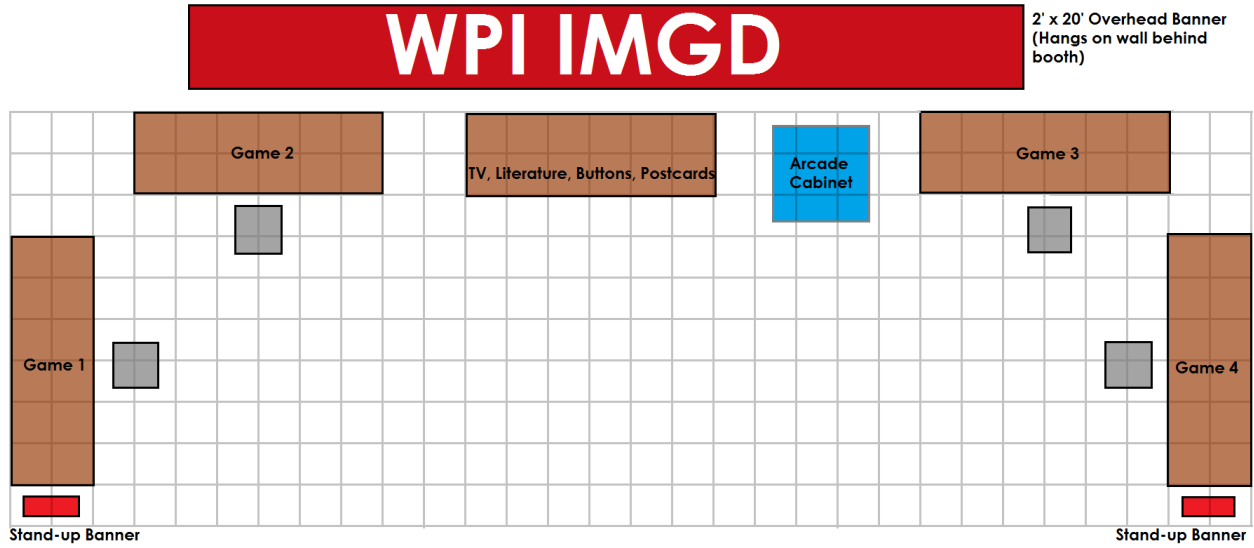 WPI IMGD
2' x 20' Overhead Banner
(Hangs on wall behind
booth)
Game 2
TV, Literature, Buttons, Postcards
Arcade
Cabinet
Game 3
Game 1
Game 4
Stand-up Banner
Stand-up Banner